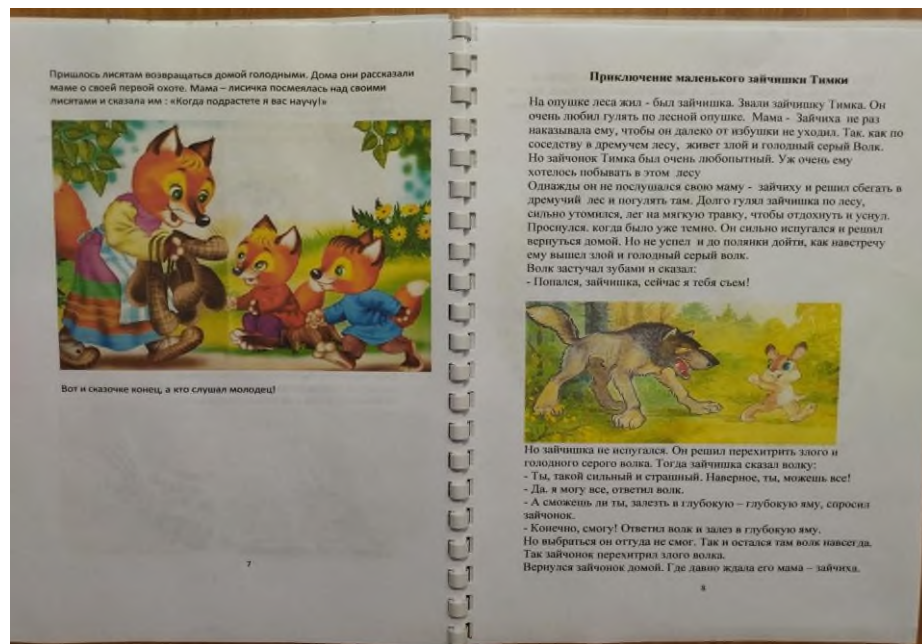 Пришлось лисятам возвращаться домой голодными. Дома они рассказали
маме о своей первой охоте. Мама – лисичка посмеялась над своими
лисятами и сказала им : «Когда подрастете я вас научу!»
Вот и сказочке конец, а кто слушал молодец!
7
Приключение маленького зайчишки Тимки
На опушке леса жил - был зайчишка. Звали зайчишку Тимка. Он
очень любил гулять по лесной опушке. Мама - Зайчиха не раз
наказывала ему, чтобы он далеко от избушки не уходил. Так. как по
соседству в дремучем лесу, живет злой и голодный серый Волк.
Но зайчонок Тимка был очень любопытный. Уж очень ему
хотелось побывать в этом лесу
Однажды он не послушался свою маму - зайчиху и решил сбегать в
дремучий лес и погулять там. Долго гулял зайчишка по лесу,
сильно утомился, лег на мягкую травку, чтобы отдохнуть и уснул.
Проснулся. когда было уже темно. Он сильно испугался и решил
вернуться домой. Но не успел и до полянки дойти, как навстречу
ему вышел злой и голодный серый волк.
Волк застучал зубами и сказал:
- Попался, зайчишка, сейчас я тебя съем!
Но зайчишка не испугался. Он решил перехитрить злого и
голодного серого волка. Тогда зайчишка сказал волку:
- Ты, такой сильный и страшный. Наверное, ты, можешь все!
- Да. я могу все, ответил волк.
- А сможешь ли ты, залезть в глубокую – глубокую яму, спросил
зайчонок.
- Конечно, смогу! Ответил волк и залез в глубокую яму.
Но выбраться он оттуда не смог. Так и остался там волк навсегда.
Так зайчонок перехитрил злого волка.
Вернулся зайчонок домой. Где давно ждала его мама – зайчиха.
8